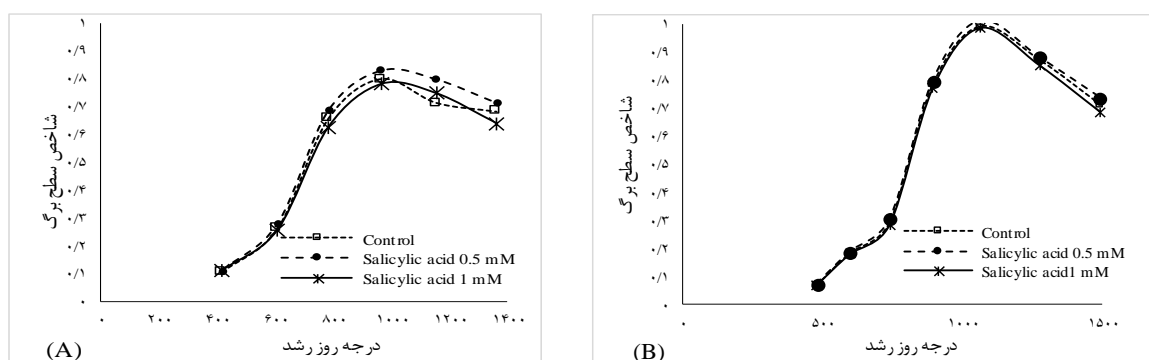 ۱
۰/۹
۰/۸
۰/۷
۰/۶
۰/۵
۰/۴
۰/۳
۰/۲
۰/۱
۰
شاخص سطح برگ
Control
Salicylic acid 0.5 mM
Salicylic acid 1 mM
۰ ۲۰۰ ۴۰۰ ۶۰۰ ۸۰۰ ۱۰۰۰ ۱۲۰۰ ۱۴۰۰
درجه روز رشد
(A)
۱
۰/۹
۰/۸
۰/۷
۰/۶
۰/۵
۰/۴
۰/۳
۰/۲
۰/۱
۰
شاخص سطح برگ
Control
Salicylic acid 0.5 mM
Salicylic acid1 mM
۰ ۵۰۰ ۱۰۰۰ ۱۵۰۰
درجه روز رشد
(B)